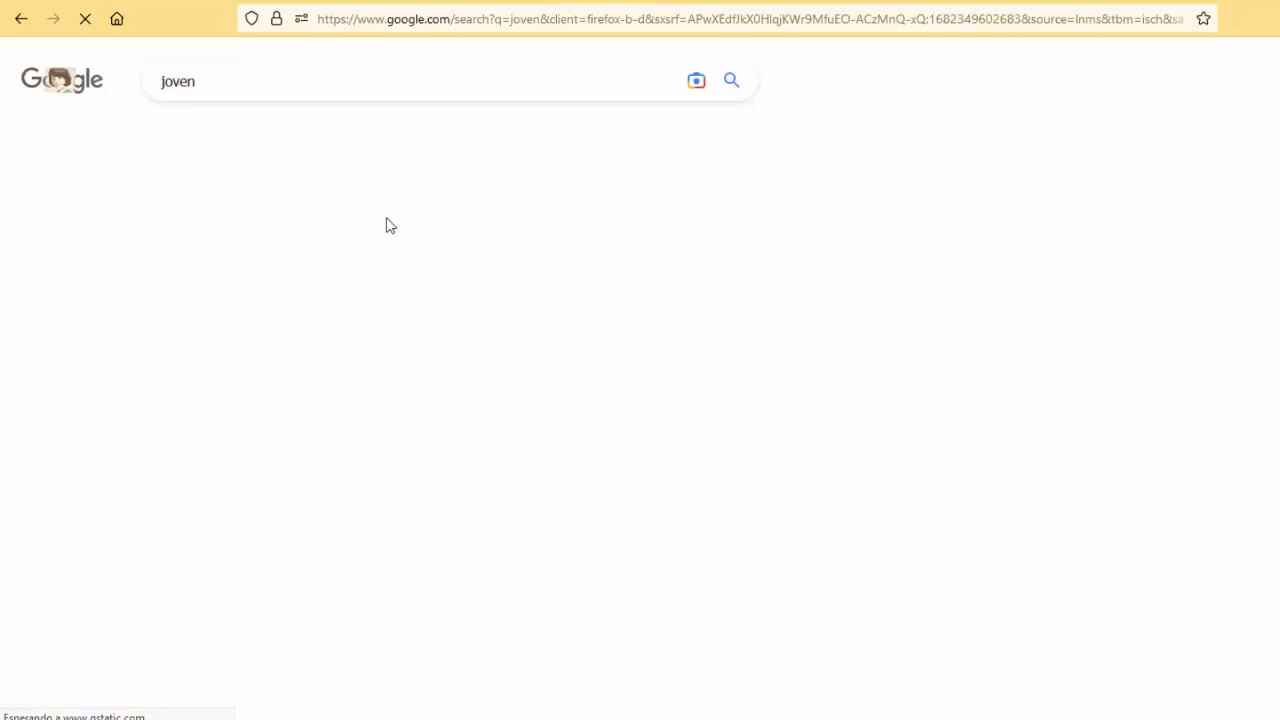 https://www.google.com/search?q=joven&client=firefox-b-d&sxsrf=APwXEdfJkX0HlqjKWr9MfuEO-ACzMnQ-xQ:1682349602683&source=lnms&tbm=isch&sa
Google
joven
Esperando a www.gstatic.com